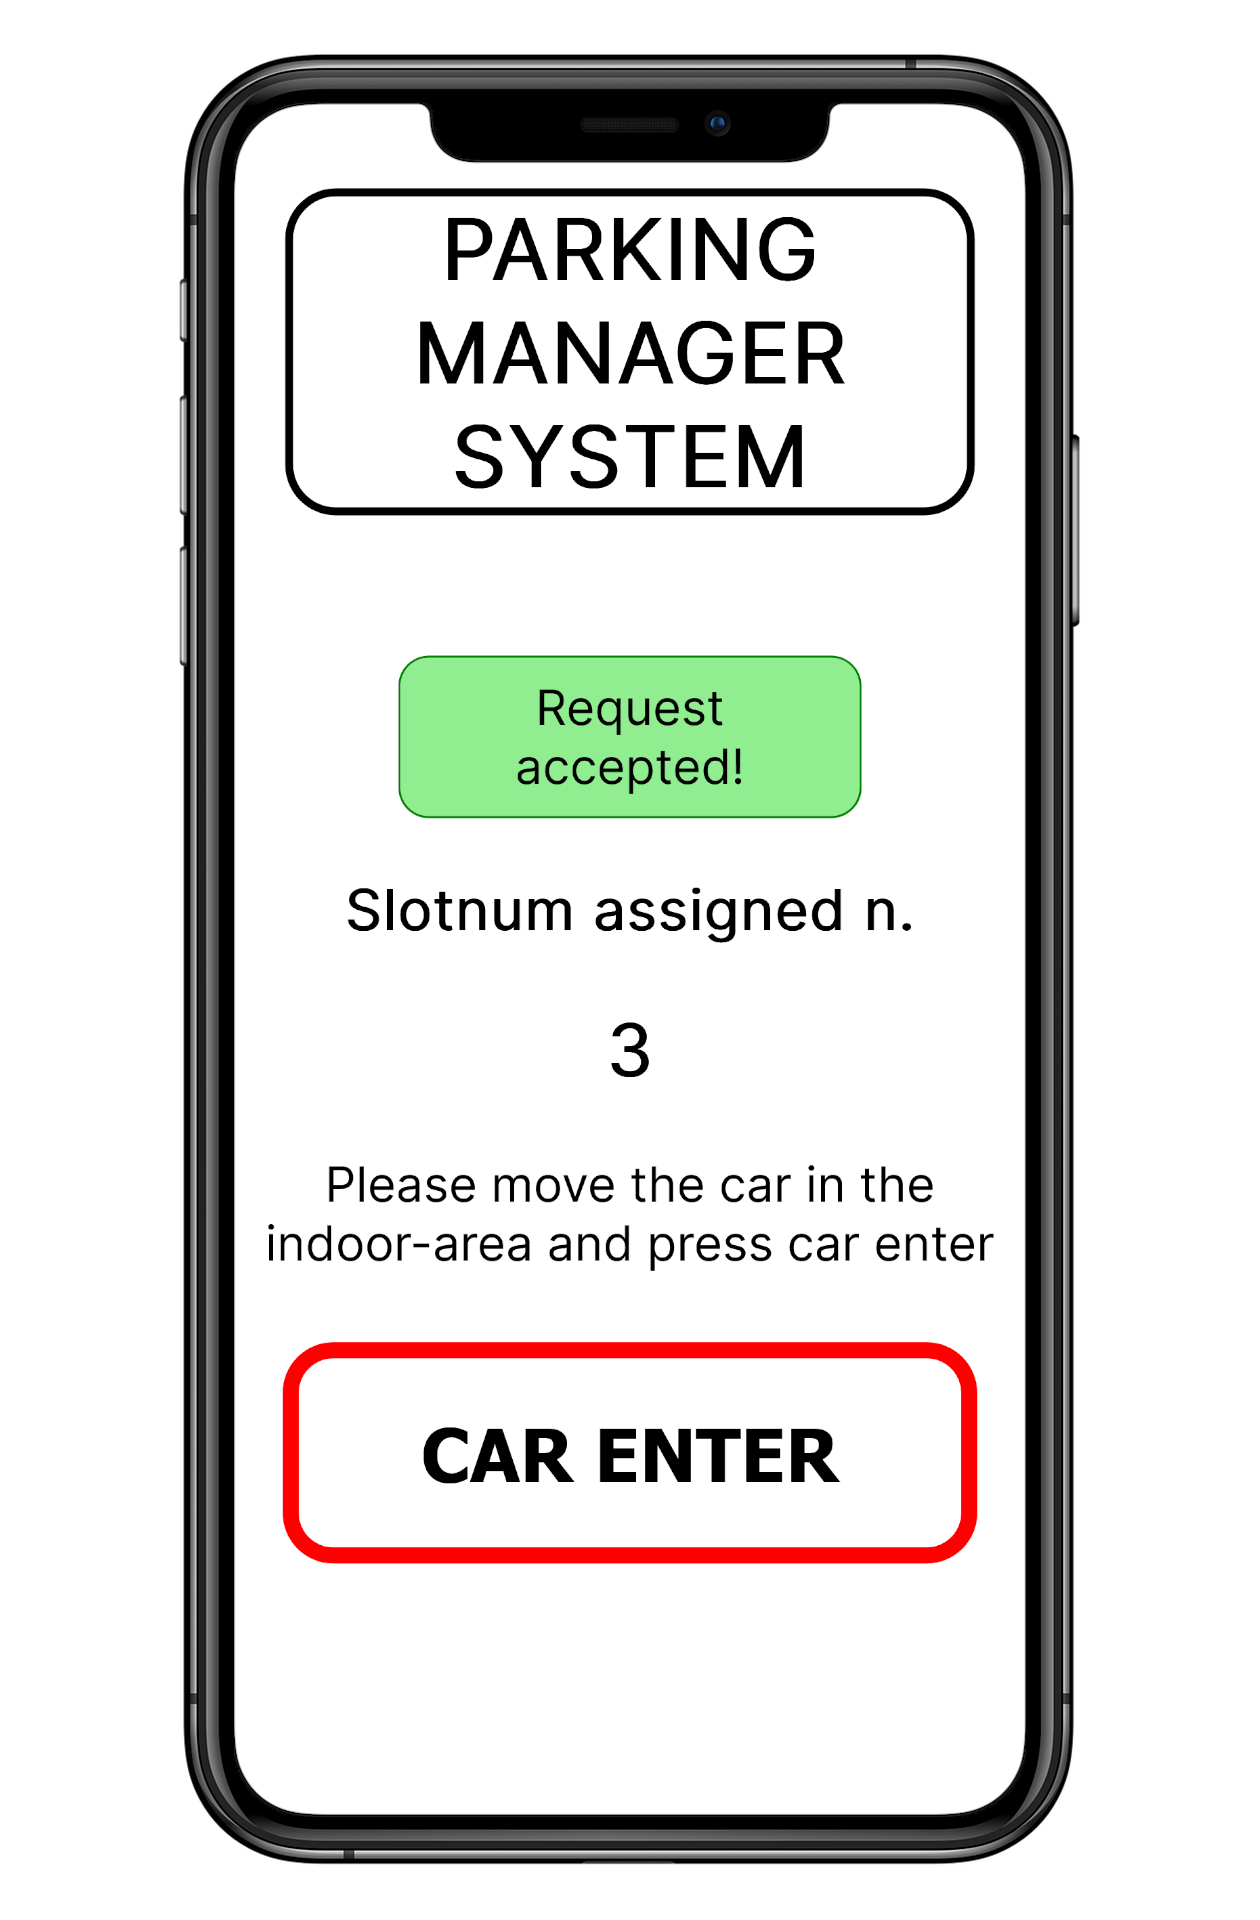 PARKING
MANAGER
SYSTEM
Request
accepted!
Slotnum assigned n.
3
Please move the car in the
indoor-area and press car enter
CAR ENTER